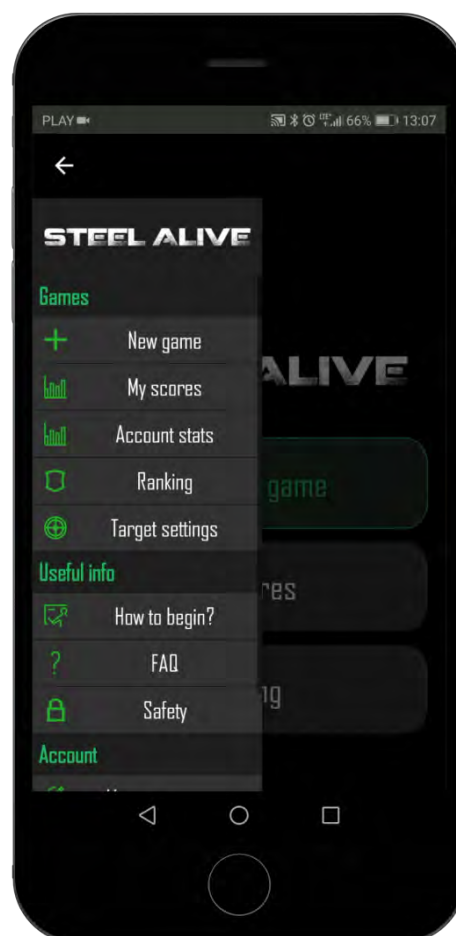 PLAY 66% 13:07
STEEL ALIVE
Games
New game
ALIVE
My scores
Account stats
Ranking
game
Target settings
Useful info
res
How to begin?
FAQ
ng
Safety
Account